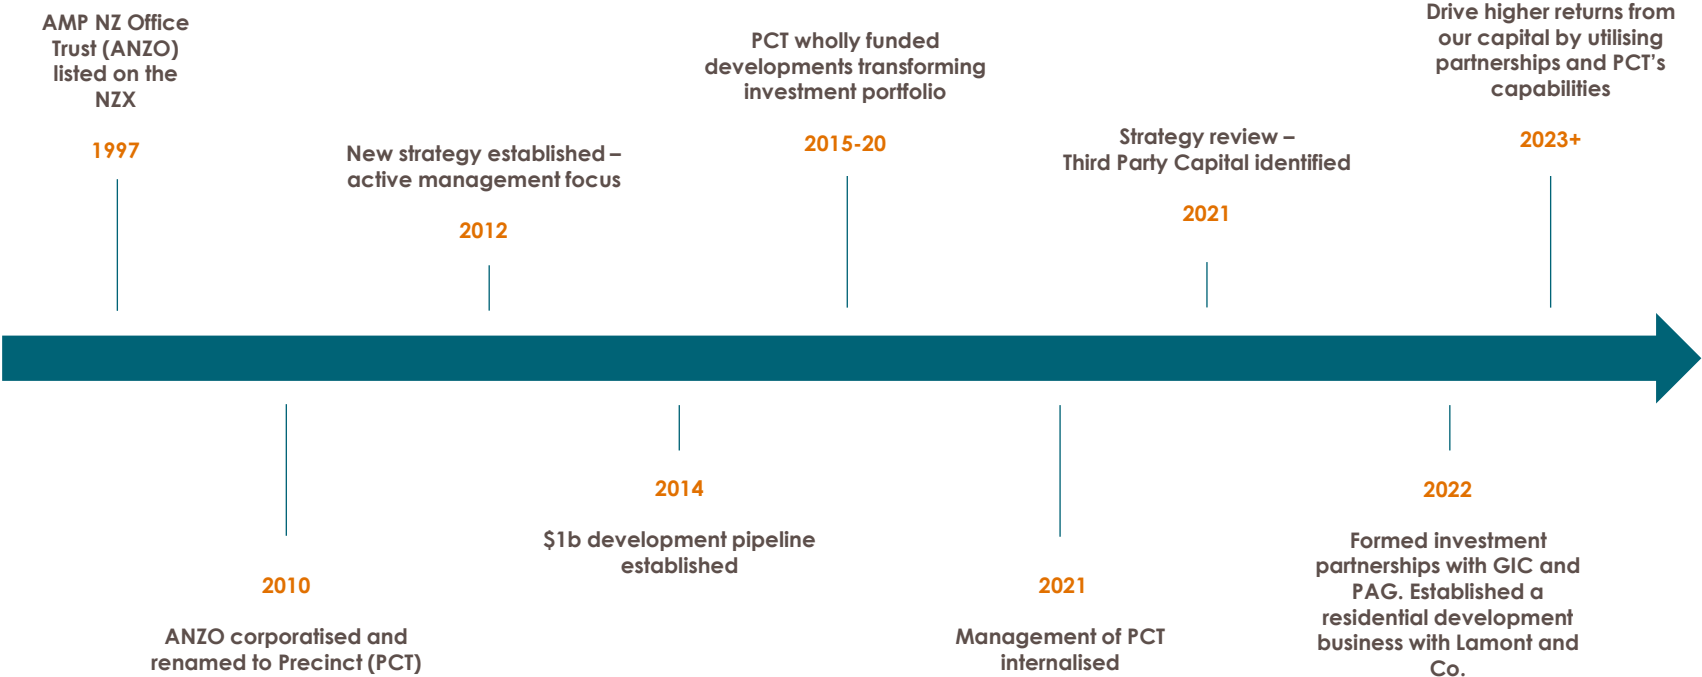 AMP NZ Office
Trust (ANZO)
listed on the
NZX
1997
New strategy established –
active management focus
2012
PCT wholly funded
developments transforming
investment portfolio
2015-20
Strategy review –
Third Party Capital identified
2021
Drive higher returns from
our capital by utilising
partnerships and PCT’s
capabilities
2023+
2010
ANZO corporatised and
renamed to Precinct (PCT)
2014
$1b development pipeline
established
2021
Management of PCT
internalised
2022
Formed investment
partnerships with GIC and
PAG. Established a
residential development
business with Lamont and
Co.